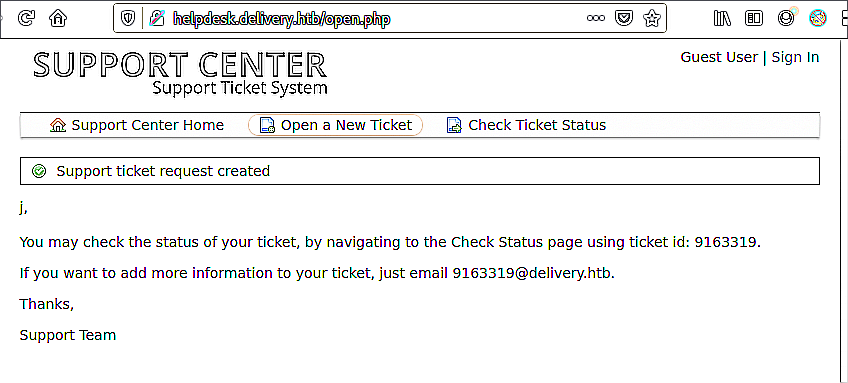 helpdesk.delivery.htb/open.php
SUPPORT CENTER
Support Ticket System
Guest User | Sign In
Support Center Home
Open a New Ticket
Check Ticket Status
Support ticket request created
j,
You may check the status of your ticket, by navigating to the Check Status page using ticket id: 9163319.
If you want to add more information to your ticket, just email 9163319@delivery.htb.
Thanks,
Support Team